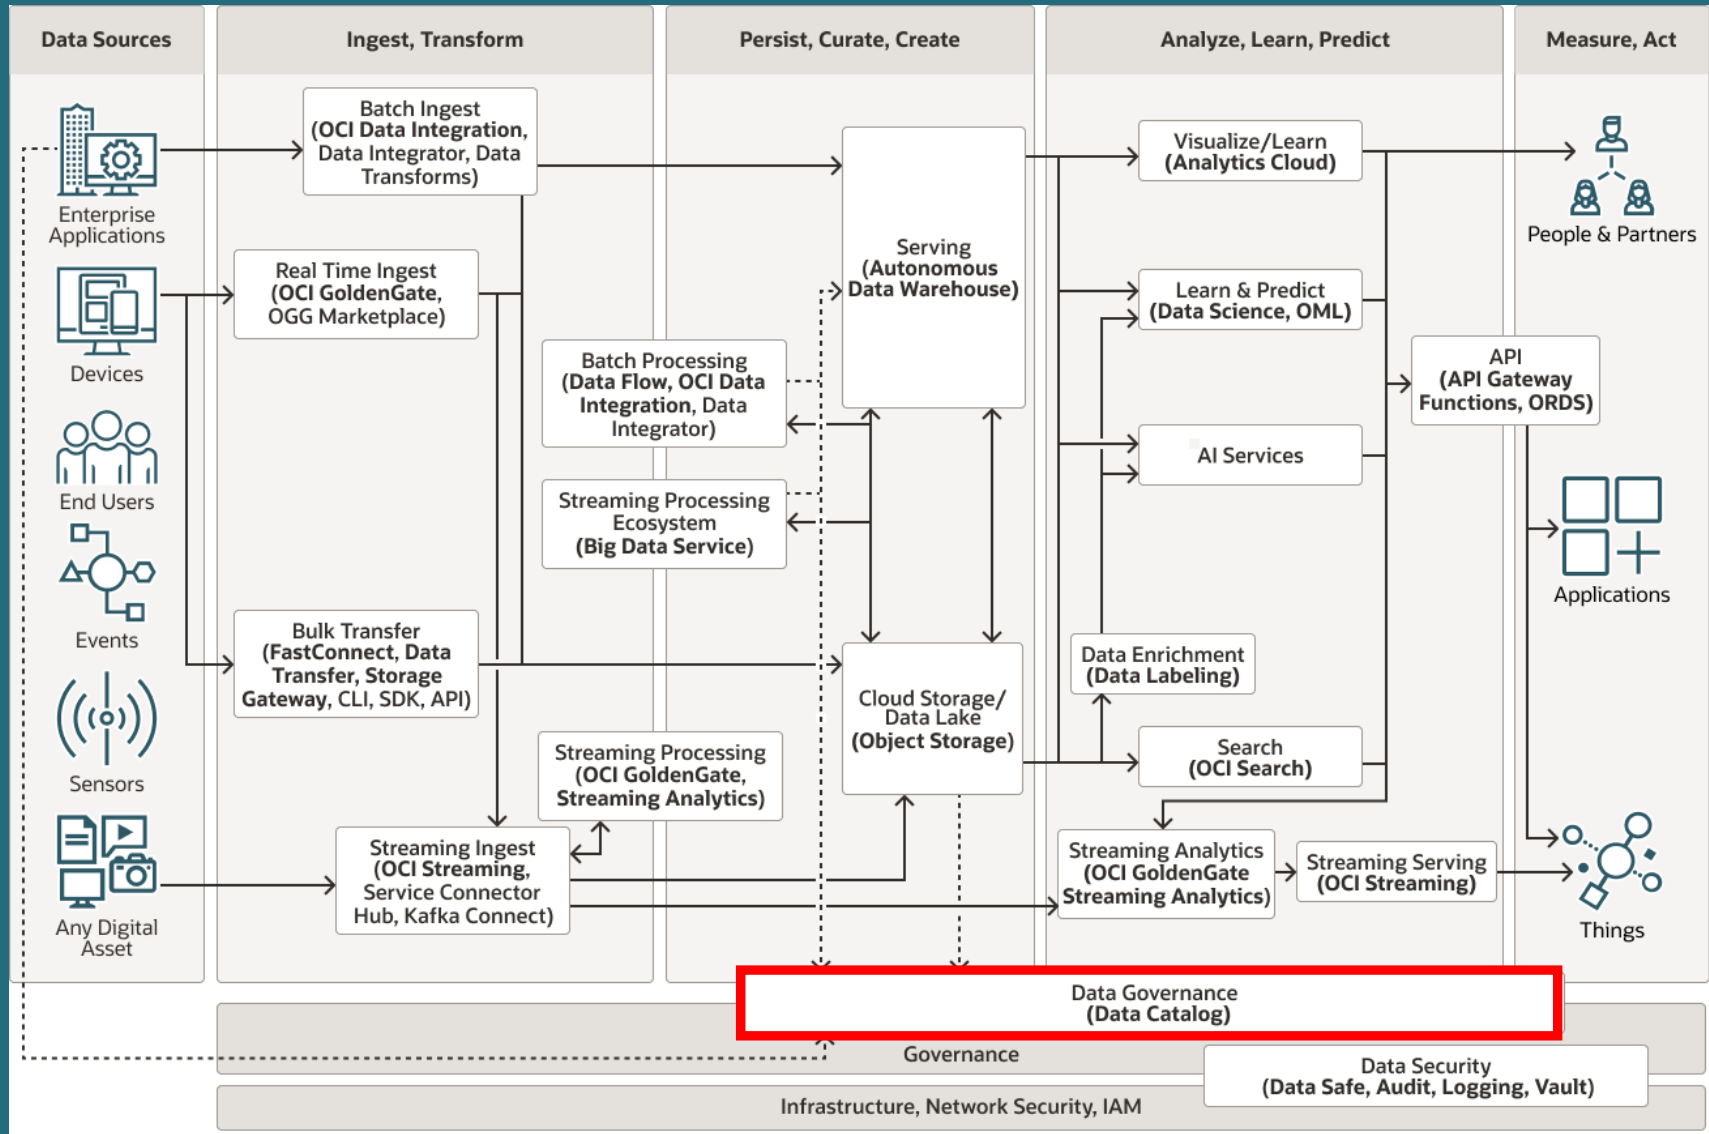 Data Sources
Ingest, Transform
Persist, Curate, Create
Analyze, Learn, Predict
Measure, Act
Enterprise
Applications
Devices
End Users
Events
Sensors
Any Digital
Asset
Batch Ingest
(OCI Data Integration,
Data Integrator, Data
Transforms)
Real Time Ingest
(OCI GoldenGate,
OGG Marketplace)
Bulk Transfer
(FastConnect, Data
Transfer, Storage
Gateway, CLI, SDK, API)
Streaming Ingest
(OCI Streaming,
Service Connector
Hub, Kafka Connect)
Batch Processing
(Data Flow, OCI Data
Integration, Data
Integrator)
Streaming Processing
Ecosystem
(Big Data Service)
Streaming Processing
(OCI GoldenGate,
Streaming Analytics)
Serving
(Autonomous
Data Warehouse)
Cloud Storage/
Data Lake
(Object Storage)
Visualize/Learn
(Analytics Cloud)
Learn & Predict
(Data Science, OML)
AI Services
Data Enrichment
(Data Labeling)
Search
(OCI Search)
Streaming Analytics
(OCI GoldenGate
Streaming Analytics)
Streaming Serving
(OCI Streaming)
API
(API Gateway
Functions, ORDS)
People & Partners
Applications
Things
Data Governance
(Data Catalog)
Governance
Data Security
(Data Safe, Audit, Logging, Vault)
Infrastructure, Network Security, IAM